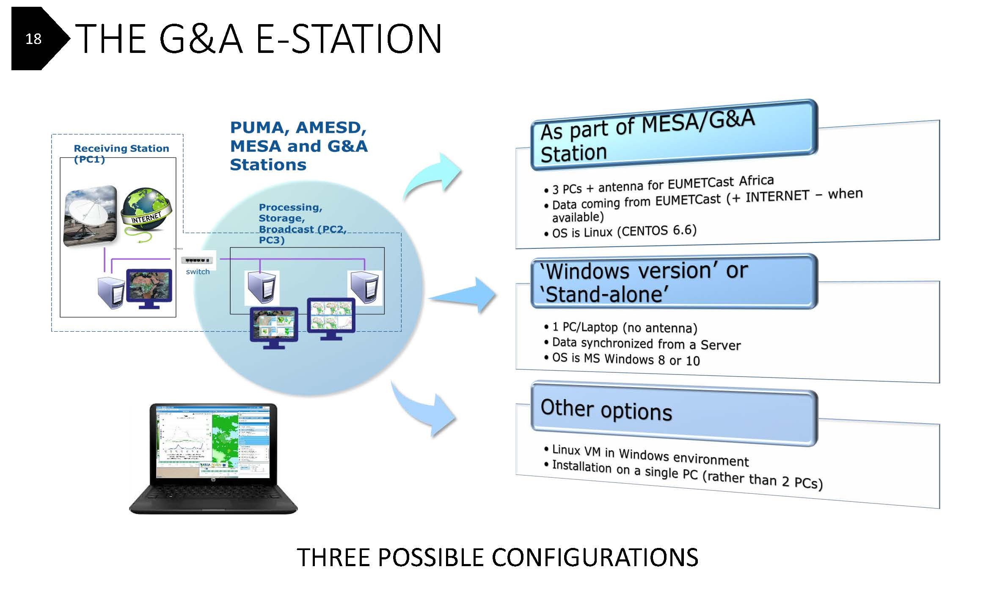 18
THE G&A E-STATION
PUMA, AMESD,
MESA and G&A
Stations
Receiving Station
(PC1)
INTERNET
Processing,
Storage,
Broadcast (PC2,
PC3)
switch
MESA
As part of MESA/G&A
Station
• 3 PCs + antenna for EUMETCast Africa
• Data coming from EUMETCast (+ INTERNET – when
available)
• OS is Linux (CENTOS 6.6)
‘Windows version’ or
‘Stand-alone’
• 1 PC/Laptop (no antenna)
• Data synchronized from a Server
• OS is MS Windows 8 or 10
Other options
• Linux VM in Windows environment
• Installation on a single PC (rather than 2 PCs)
THREE POSSIBLE CONFIGURATIONS